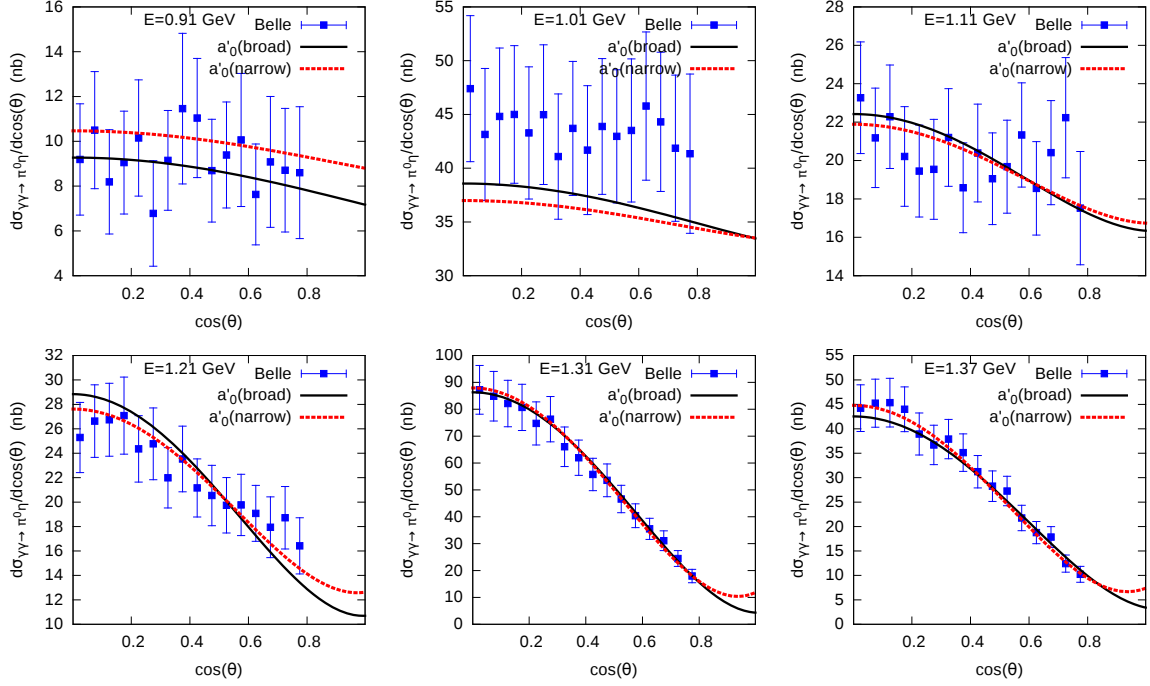 E=0.91 GeV
Belle
a'₀(broad)
a'₀(narrow)
dσγγ→ π⁰η/dcos(θ) (nb)
16
14
12
10
8
6
4
0.2 0.4 0.6 0.8
cos(θ)
E=1.01 GeV
Belle
a'₀(broad)
a'₀(narrow)
dσγγ→ π⁰η/dcos(θ) (nb)
60
55
50
45
40
35
30
0.2 0.4 0.6 0.8
cos(θ)
E=1.11 GeV
Belle
a'₀(broad)
a'₀(narrow)
dσγγ→ π⁰η/dcos(θ) (nb)
28
26
24
22
20
18
16
14
0.2 0.4 0.6 0.8
cos(θ)
E=1.21 GeV
Belle
a'₀(broad)
a'₀(narrow)
dσγγ→ π⁰η/dcos(θ) (nb)
32
30
28
26
24
22
20
18
16
14
12
10
0.2 0.4 0.6 0.8
cos(θ)
E=1.31 GeV
Belle
a'₀(broad)
a'₀(narrow)
dσγγ→ π⁰η/dcos(θ) (nb)
100
90
80
70
60
50
40
30
20
10
0
0.2 0.4 0.6 0.8
cos(θ)
E=1.37 GeV
Belle
a'₀(broad)
a'₀(narrow)
dσγγ→ π⁰η/dcos(θ) (nb)
55
50
45
40
35
30
25
20
15
10
5
0
0.2 0.4 0.6 0.8
cos(θ)